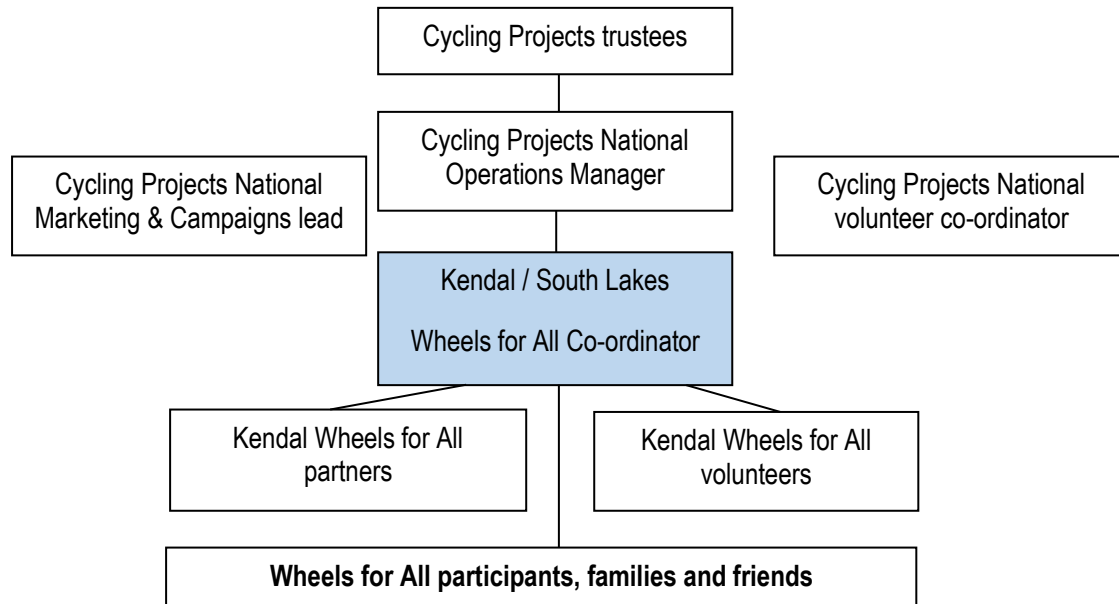 Cycling Projects trustees
Cycling Projects National
Operations Manager
Cycling Projects National
Marketing & Campaigns lead
Cycling Projects National
volunteer co-ordinator
Kendal / South Lakes
Wheels for All Co-ordinator
Kendal Wheels for All
partners
Kendal Wheels for All
volunteers
Wheels for All participants, families and friends